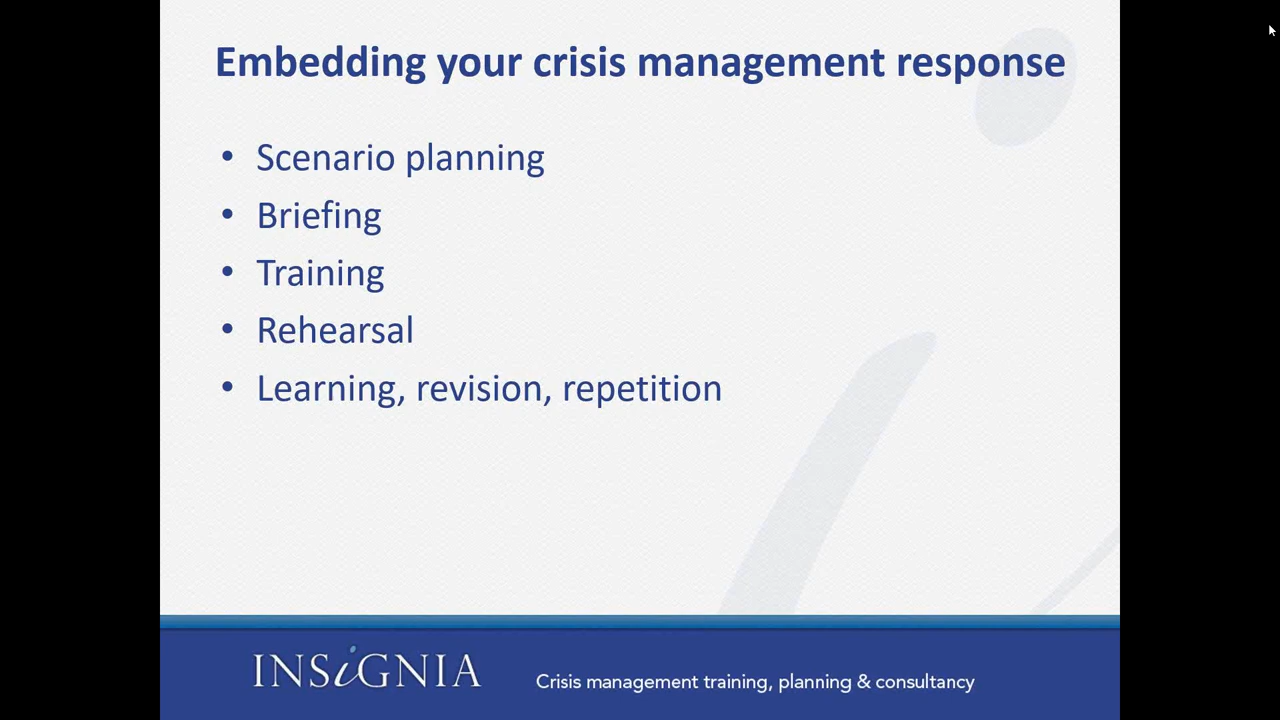 Embedding your crisis management response
• Scenario planning
• Briefing
• Training
• Rehearsal
• Learning, revision, repetition
INSiGNIA
Crisis management training, planning & consultancy